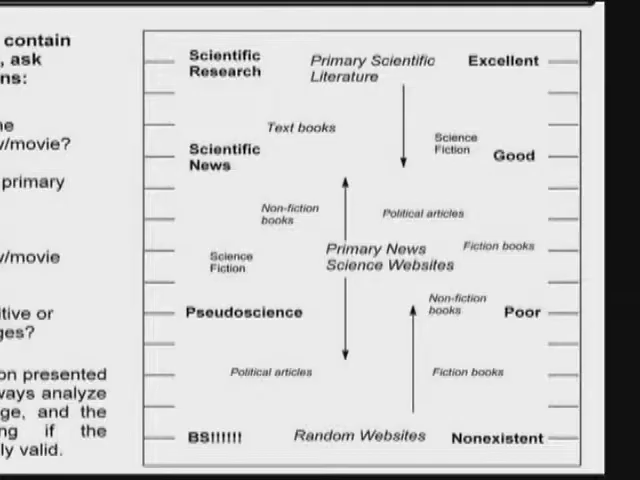 contain
, ask
ns:
ne
v/movie?
primary
v/movie
itive or
ges?
on presented
ways analyze
ge, and the
ng if the
ly valid.
Scientific
Research
Primary Scientific
Literature
Excellent
Text books
Science
Fiction
Scientific
News
Good
Non-fiction
books
Political articles
Science
Fiction
Primary News
Science Websites
Fiction books
Pseudoscience
Non-fiction
books
Poor
Political articles
Fiction books
BS!!!!!!
Random Websites
Nonexistent